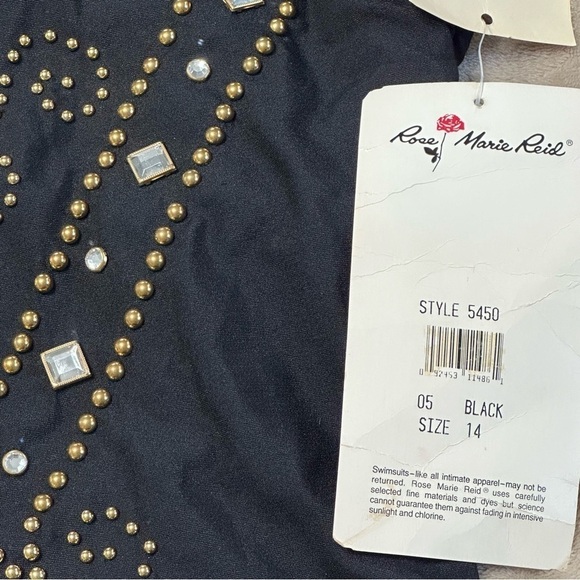 Rose Marie Reid®
STYLE 5450
0 92453 11486 1
05 BLACK
SIZE 14
Swimsuits–like all intimate apparel–may not be
returned. Rose Marie Reid® uses carefully
selected fine materials and dyes but science
cannot guarantee them against fading in intensive
sunlight and chlorine.